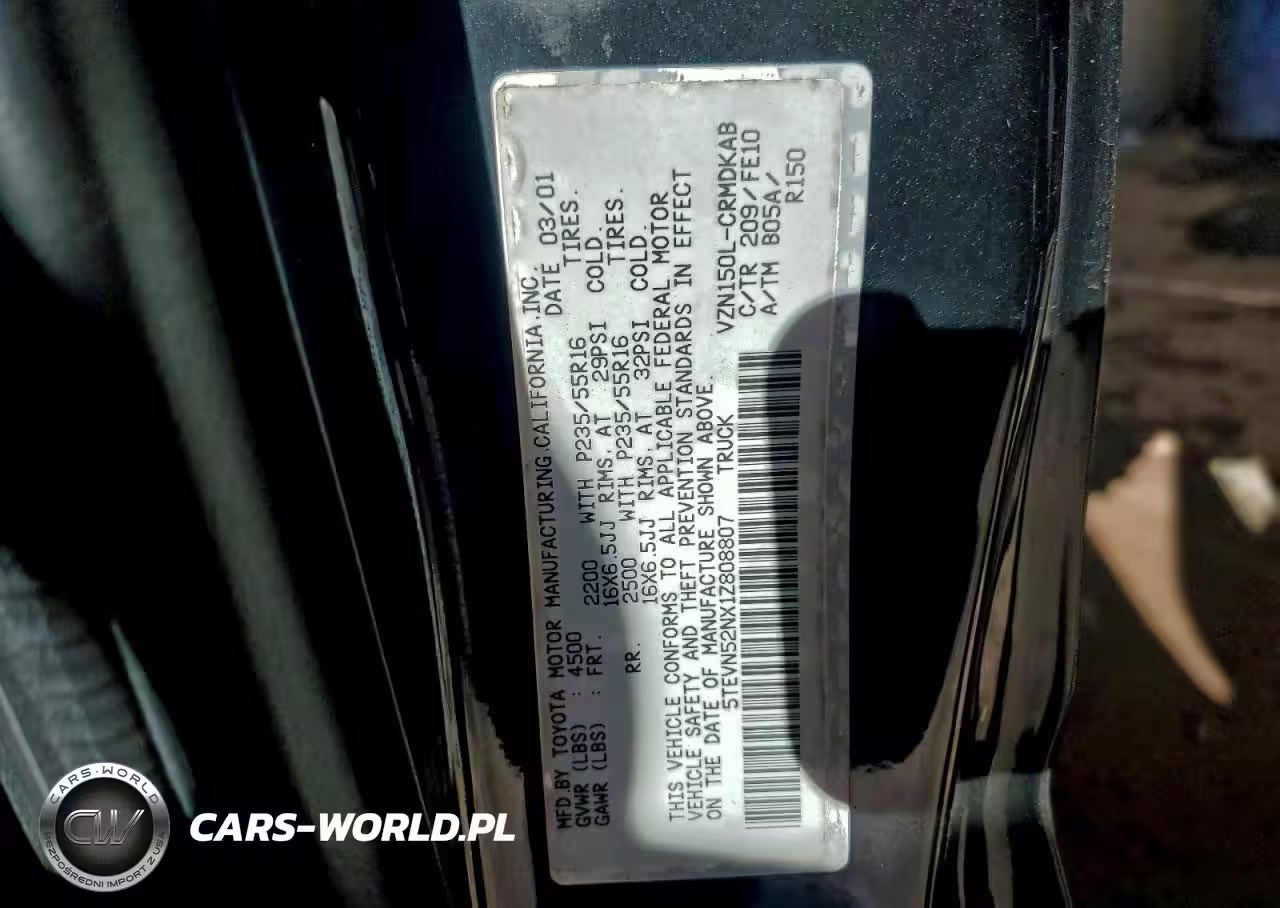 MFD.BY TOYOTA MOTOR MANUFACTURING.CALIFORNIA.INC.
GVWR (LBS) : 4500 DATE 03/01
GAWR (LBS) : FRT. 2200 WITH P235/55R16 TIRES.
16X6.5JJ RIMS, AT 29PSI COLD.
RR. 2500 WITH P235/55R16 TIRES.
16X6.5JJ RIMS, AT 32PSI COLD.
THIS VEHICLE CONFORMS TO ALL APPLICABLE FEDERAL MOTOR
VEHICLE SAFETY AND THEFT PREVENTION STANDARDS IN EFFECT
ON THE DATE OF MANUFACTURE SHOWN ABOVE.
5TEVN52NX1Z808807 TRUCK
VZN150L-CRMDKAB
C/TR 209/FE10
A/TM B05A/
R150
CARS-WORLD
CW
BEZPOŚREDNI IMPORT Z USA
CARS-WORLD.PL